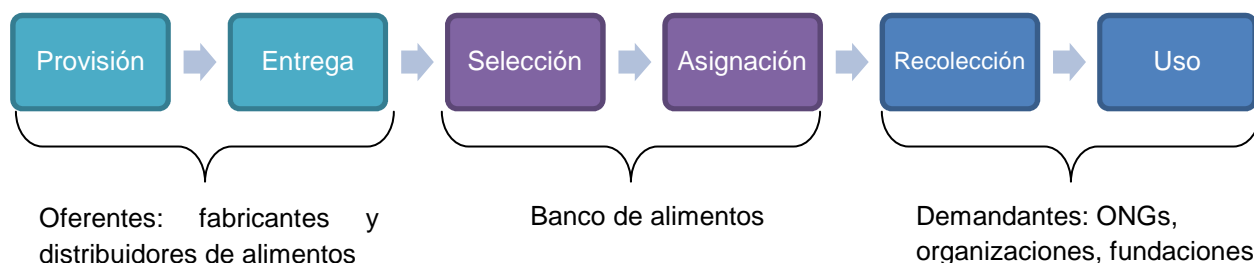 Provisión
Entrega
Selección
Asignación
Recolección
Uso
Oferentes: fabricantes y
distribuidores de alimentos
Banco de alimentos
Demandantes: ONGs,
organizaciones, fundaciones